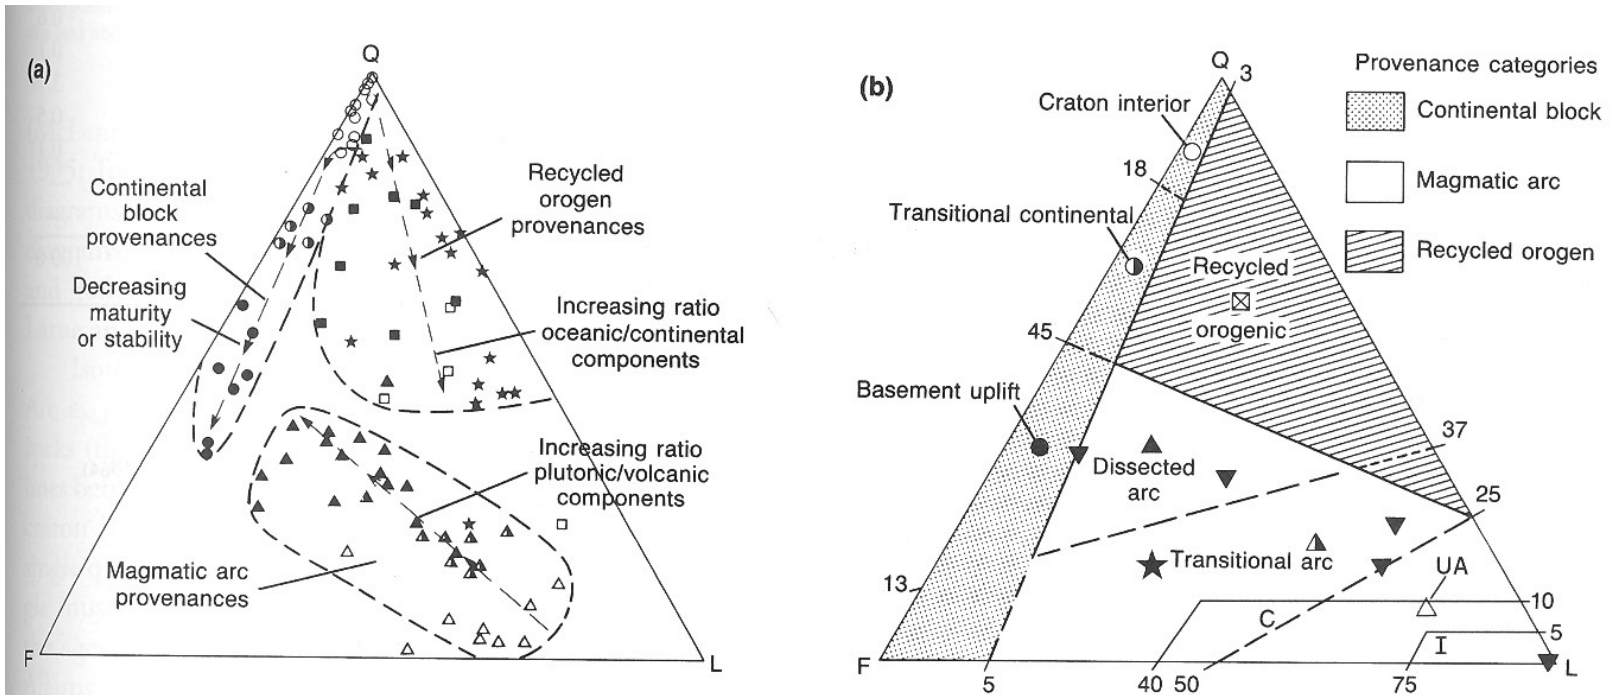 (a)
Q
Continental
block
provenances
Decreasing
maturity
or stability
Recycled
orogen
provenances
Increasing ratio
oceanic/continental
components
Increasing ratio
plutonic/volcanic
components
Magmatic arc
provenances
F
L
(b)
Q
3
Craton interior
18
Transitional continental
Recycled
orogenic
45
Basement uplift
37
Dissected
arc
25
Transitional arc
UA
13
C
10
5
I
F
L
5
40
50
75
Provenance categories
Continental block
Magmatic arc
Recycled orogen